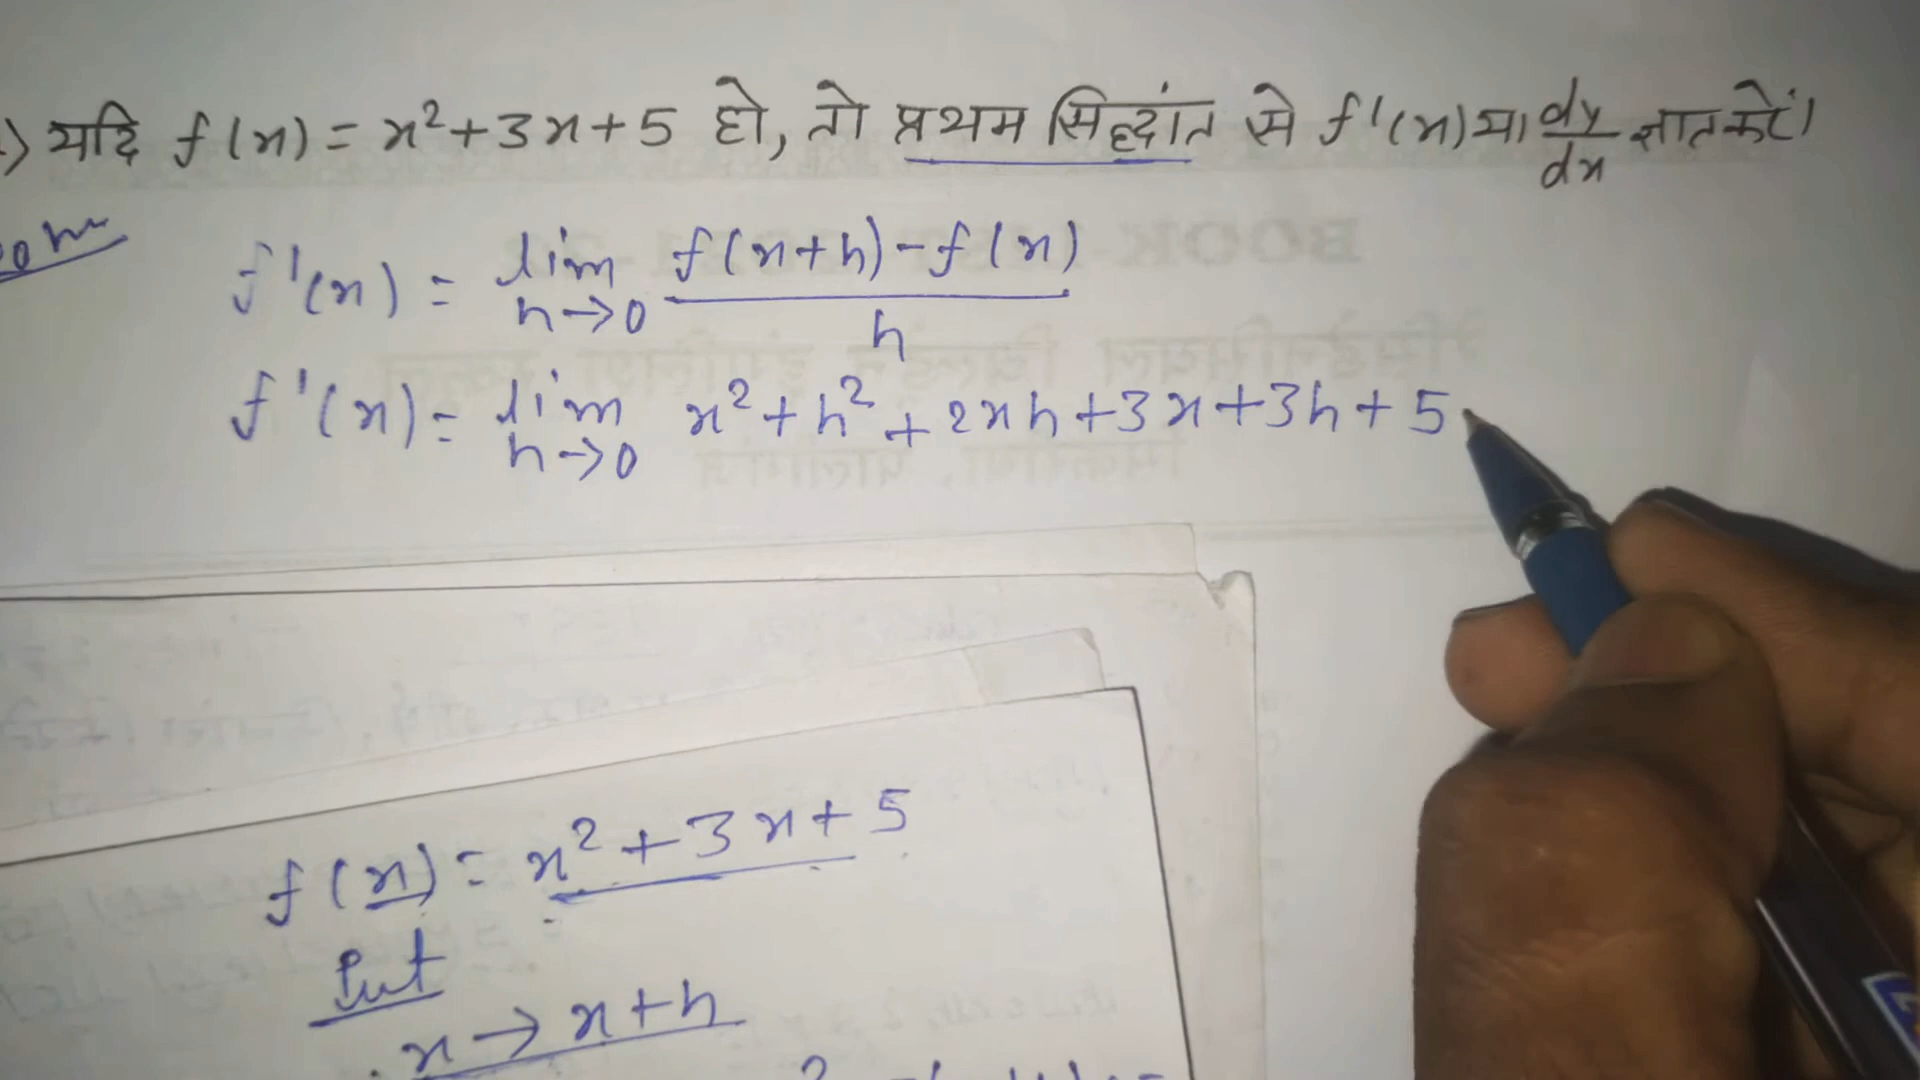 यदि f(x) = x²+3x+5 हो, तो प्रथम सिद्धांत से f'(x) या dy/dx ज्ञात करें।
f'(x) = lim h→0 f(x+h)-f(x) / h
f'(x) = lim h→0 x²+h²+2xh+3x+3h+5
f(x) = x²+3x+5
Put
x→x+h